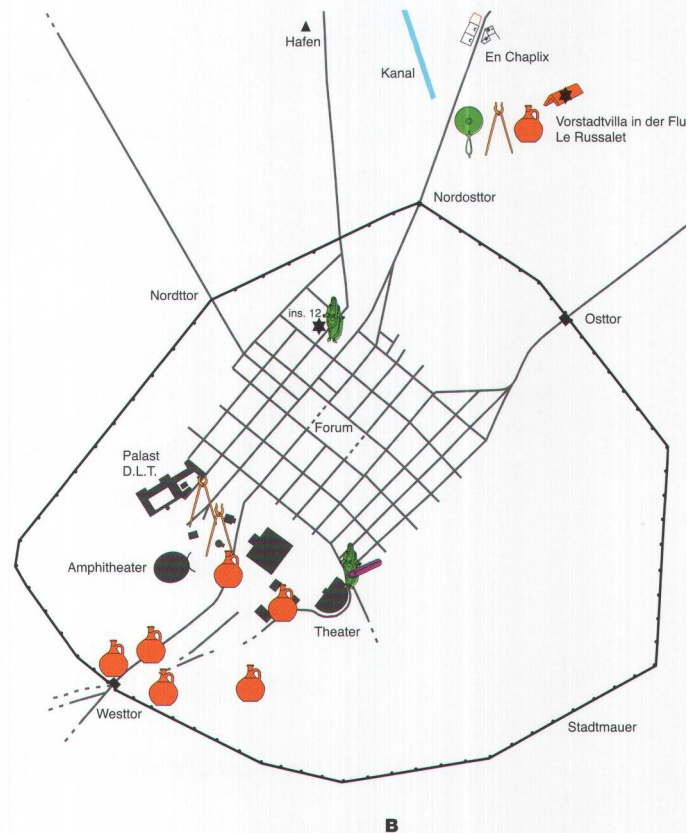 Hafen
Kanal
En Chaplix
Vorstadtvilla in der Flu
Le Russalet
Nordosttor
Nordttor
ins. 12
Osttor
Forum
Palast
D.L.T.
Amphitheater
Theater
Westtor
Stadtmauer
B